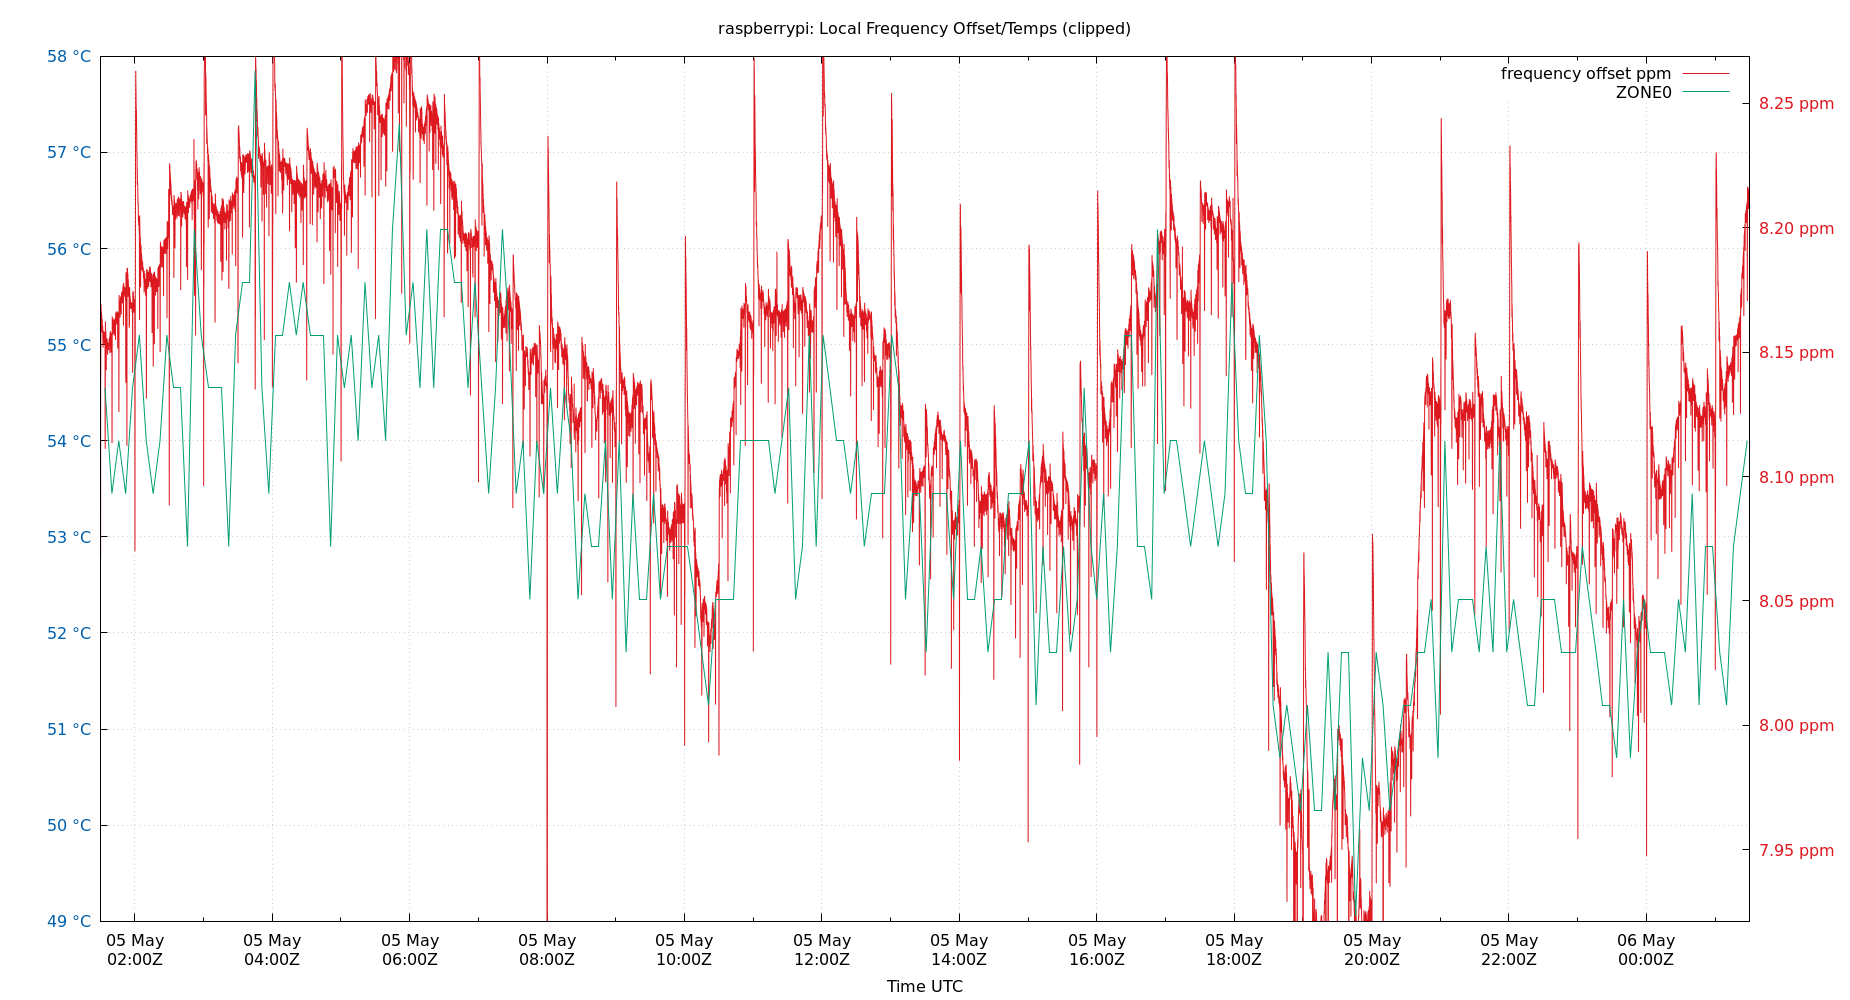 raspberrypi: Local Frequency Offset/Temps (clipped)
58 °C
57 °C
56 °C
55 °C
54 °C
53 °C
52 °C
51 °C
50 °C
49 °C
frequency offset ppm
ZONE0
8.25 ppm
8.20 ppm
8.15 ppm
8.10 ppm
8.05 ppm
8.00 ppm
7.95 ppm
05 May 05 May 05 May 05 May 05 May 05 May 05 May 05 May 05 May 05 May 05 May 06 May
02:00Z 04:00Z 06:00Z 08:00Z 10:00Z 12:00Z 14:00Z 16:00Z 18:00Z 20:00Z 22:00Z 00:00Z
Time UTC